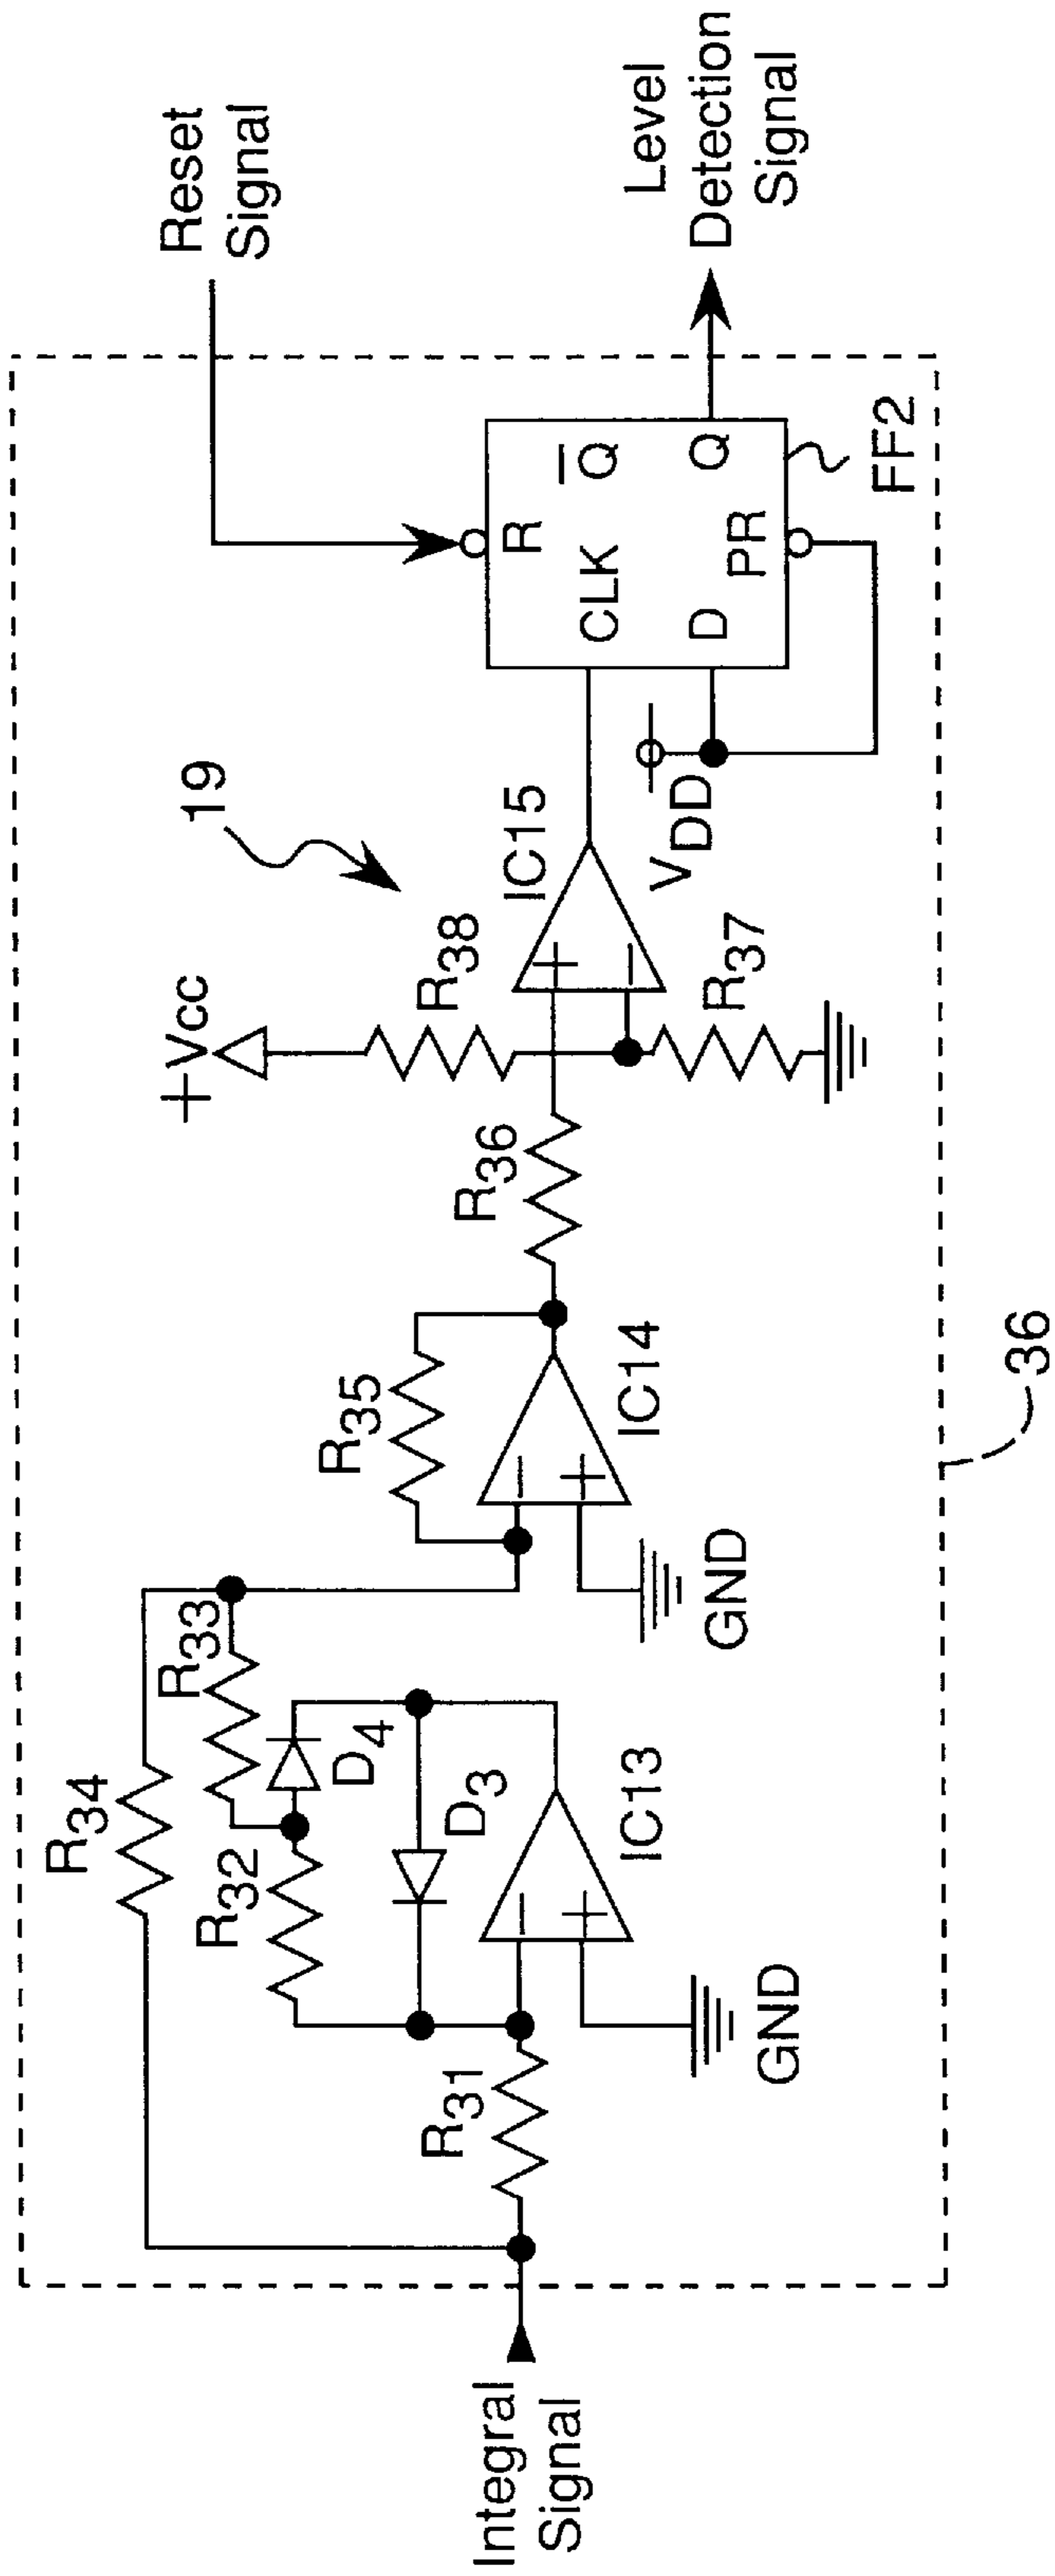 Integral
Signal
R34
R31
R32
R33
D4
D3
−
+
IC13
GND
R35
−
+
IC14
GND
R36
+Vcc
R38
19
+
−
IC15
R37
VDD
Reset
Signal
R
CLK
Q̅
D
PR
Q
FF2
Level
Detection
Signal
36